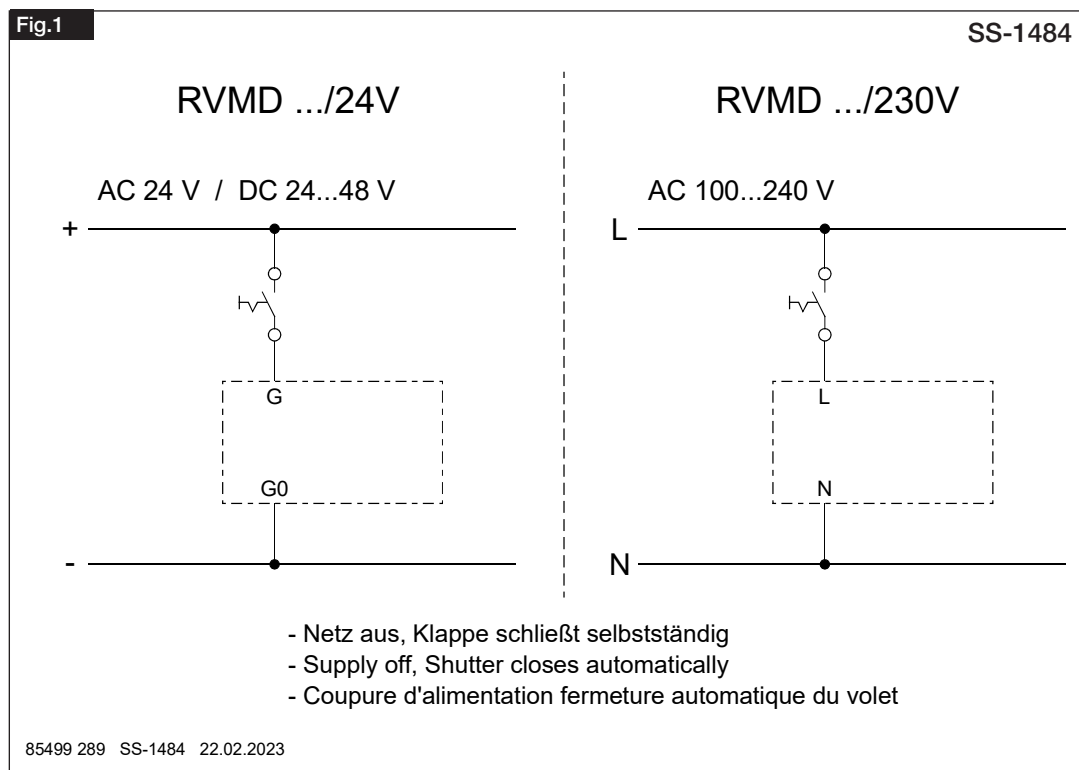 Fig.1
SS-1484
RVMD .../24V
RVMD .../230V
AC 24 V / DC 24...48 V
AC 100...240 V
+
L
G
L
G0
N
-
N
- Netz aus, Klappe schließt selbstständig
- Supply off, Shutter closes automatically
- Coupure d'alimentation fermeture automatique du volet
85499 289 SS-1484 22.02.2023